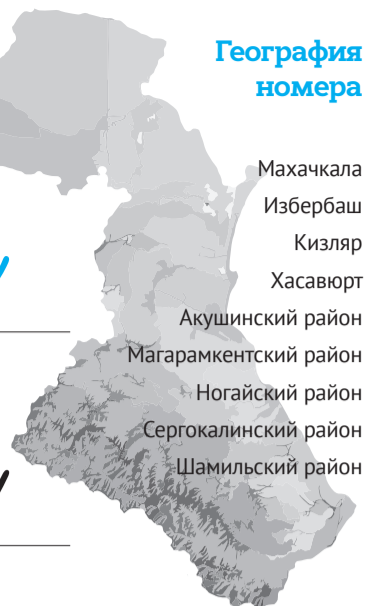 География
номера
Махачкала
Избербаш
Кизляр
Хасавюрт
Акушинский район
Магарамкентский район
Ногайский район
Сергокалинский район
Шамильский район